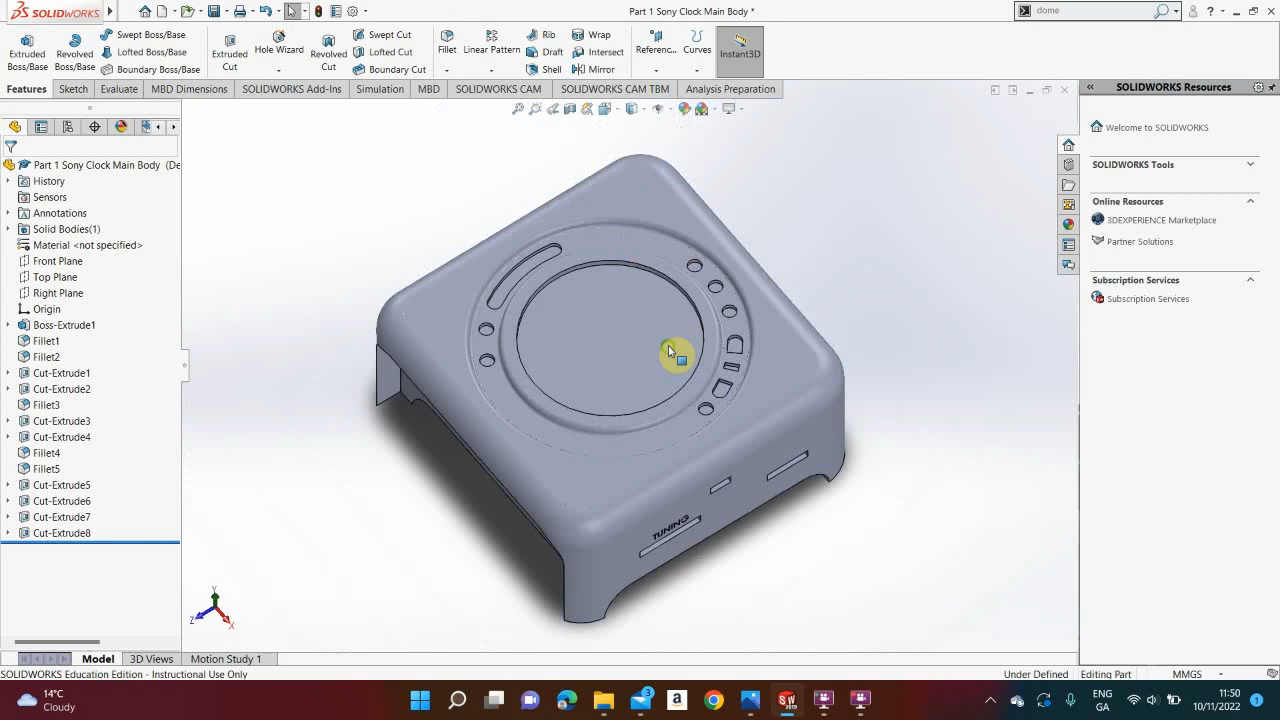 SOLIDWORKS
Part 1 Sony Clock Main Body *
dome
Extruded Boss/Base
Revolved Boss/Base
Swept Boss/Base
Lofted Boss/Base
Boundary Boss/Base
Extruded Cut
Hole Wizard
Revolved Cut
Swept Cut
Lofted Cut
Boundary Cut
Fillet
Linear Pattern
Rib
Draft
Shell
Wrap
Intersect
Mirror
Referenc...
Curves
Instant3D
Features
Sketch
Evaluate
MBD Dimensions
SOLIDWORKS Add-Ins
Simulation
MBD
SOLIDWORKS CAM
SOLIDWORKS CAM TBM
Analysis Preparation
Part 1 Sony Clock Main Body (De
History
Sensors
Annotations
Solid Bodies(1)
Material <not specified>
Front Plane
Top Plane
Right Plane
Origin
Boss-Extrude1
Fillet1
Fillet2
Cut-Extrude1
Cut-Extrude2
Fillet3
Cut-Extrude3
Cut-Extrude4
Fillet4
Fillet5
Cut-Extrude5
Cut-Extrude6
Cut-Extrude7
Cut-Extrude8
TUNING
Y
Z
X
SOLIDWORKS Resources
Welcome to SOLIDWORKS
SOLIDWORKS Tools
Online Resources
3DEXPERIENCE Marketplace
Partner Solutions
Subscription Services
Subscription Services
Model
3D Views
Motion Study 1
SOLIDWORKS Education Edition - Instructional Use Only
Under Defined
Editing Part
MMGS
14°C
Cloudy
3
SW
2019
ENG
GA
11:50
10/11/2022
1